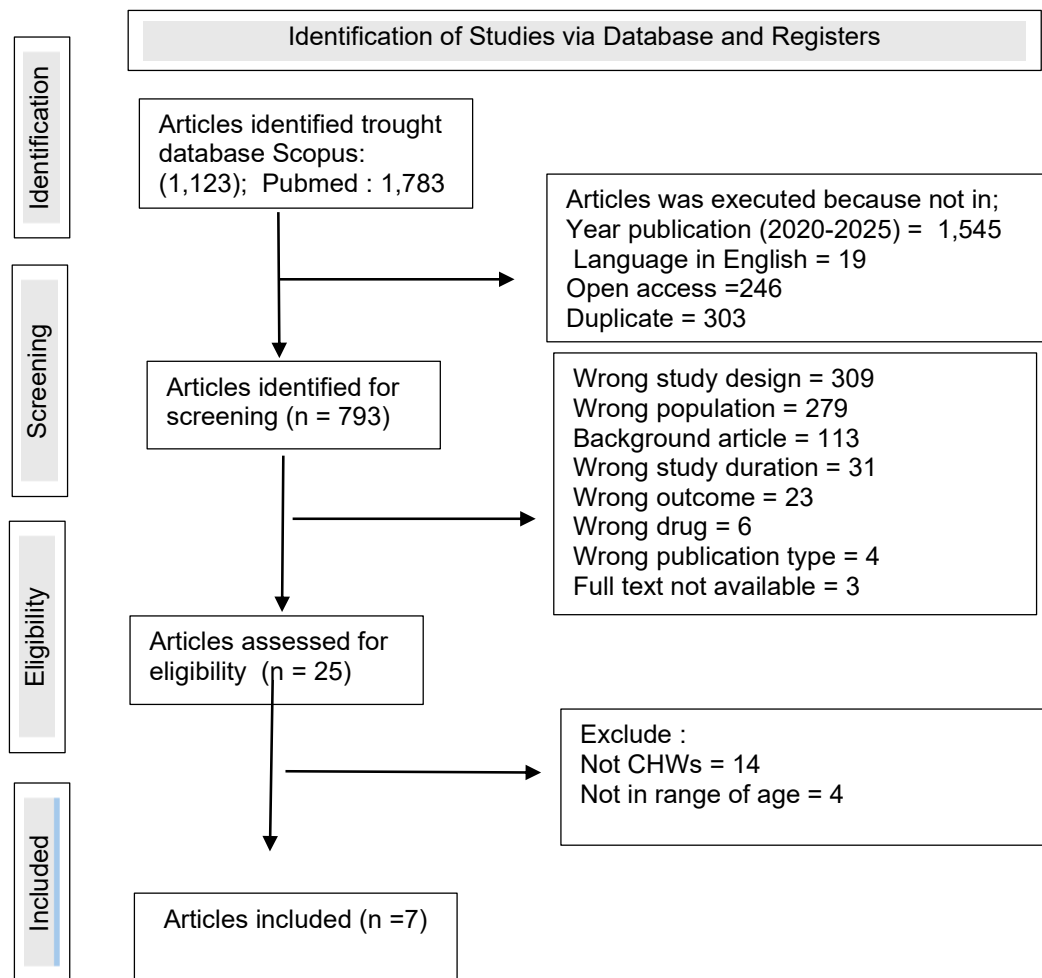 Identification of Studies via Database and Registers
Identification
Articles identified trought
database Scopus:
(1,123); Pubmed : 1,783
Articles was executed because not in;
Year publication (2020-2025) = 1,545
Language in English = 19
Open access =246
Duplicate = 303
Screening
Articles identified for
screening (n = 793)
Wrong study design = 309
Wrong population = 279
Background article = 113
Wrong study duration = 31
Wrong outcome = 23
Wrong drug = 6
Wrong publication type = 4
Full text not available = 3
Eligibility
Articles assessed for
eligibility (n = 25)
Exclude :
Not CHWs = 14
Not in range of age = 4
Included
Articles included (n =7)